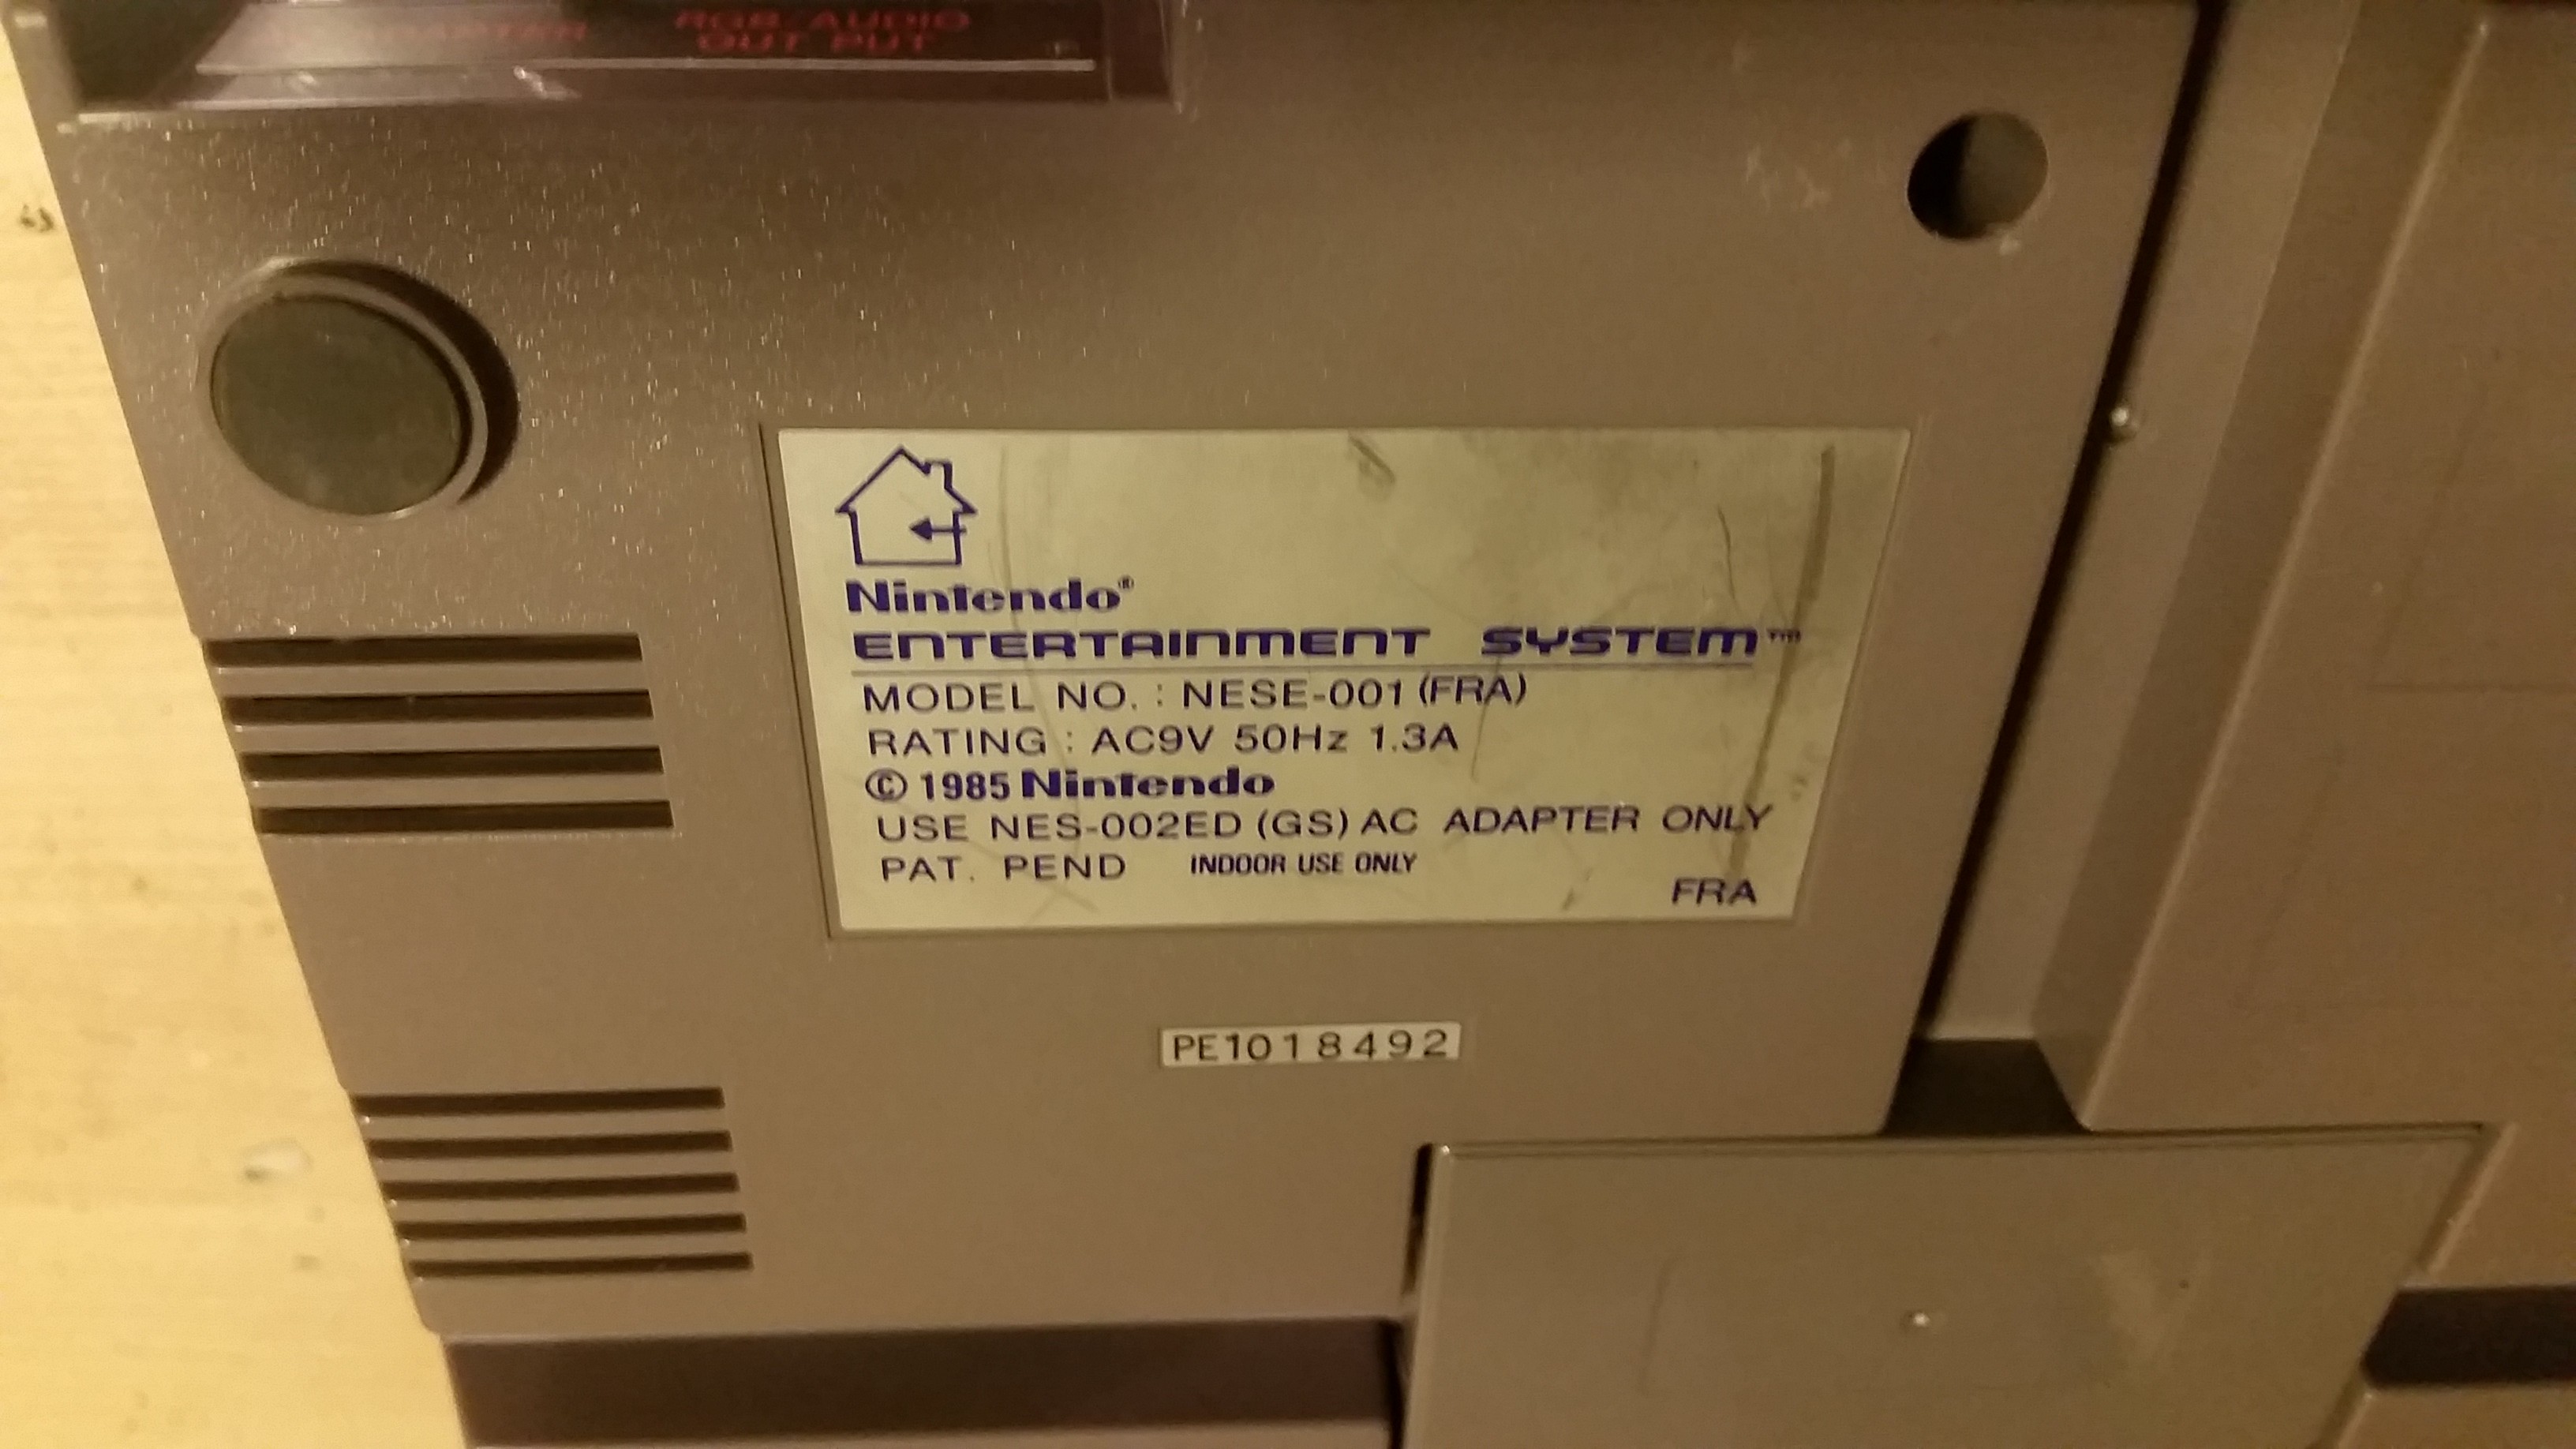 ADAPTER
RGB/AUDIO
OUT PUT
Nintendo®
ENTERTAINMENT SYSTEM™
MODEL NO. : NESE-001 (FRA)
RATING : AC9V 50Hz 1.3A
© 1985 Nintendo
USE NES-002ED (GS) AC ADAPTER ONLY
PAT. PEND INDOOR USE ONLY
FRA
PE1018492